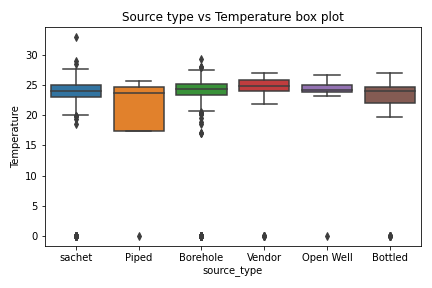 Source type vs Temperature box plot
Temperature
30
25
20
15
10
5
0
sachet Piped Borehole Vendor Open Well Bottled
source_type